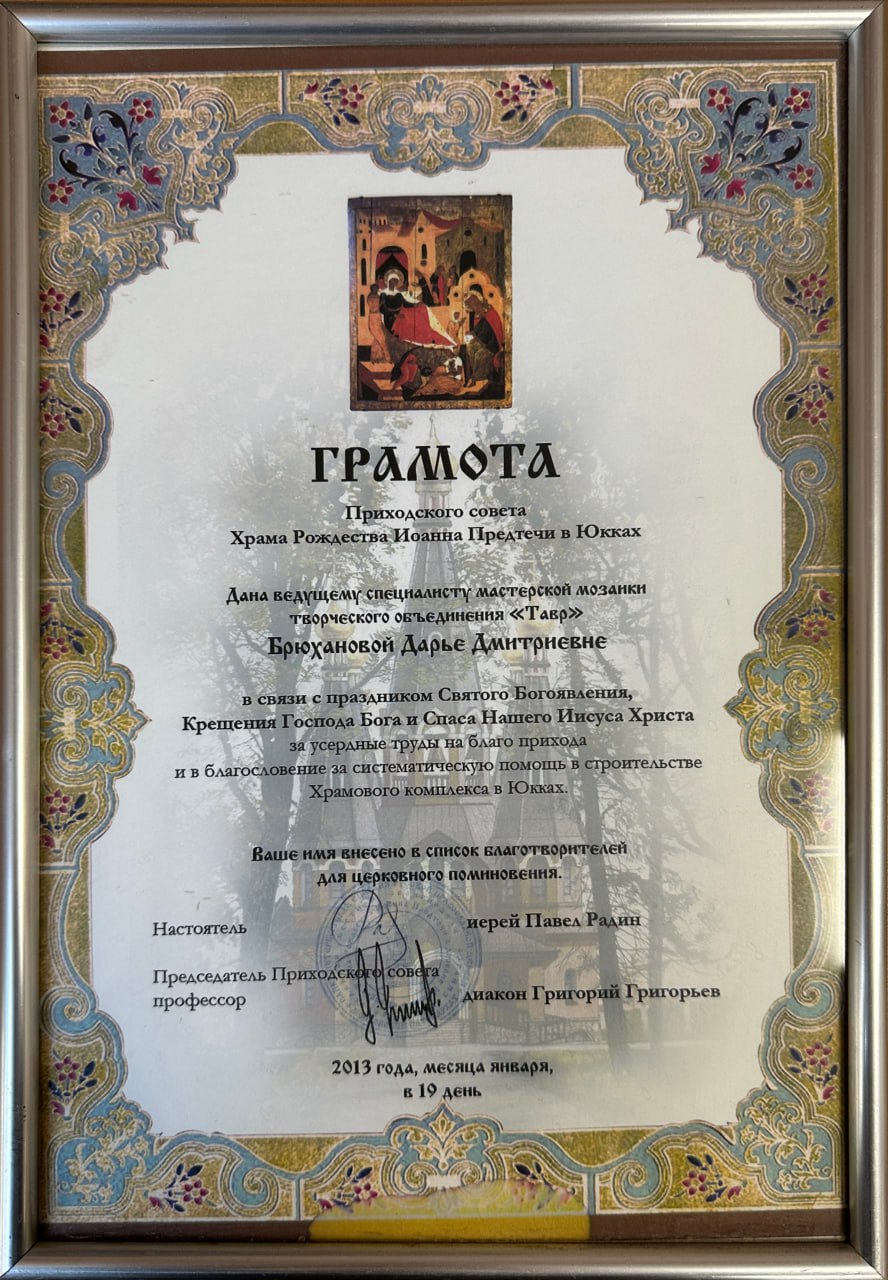 ГРАМОТА
Приходского совета
Храма Рождества Иоанна Предтечи в Юкках
Дана ведущему специалисту мастерской мозаики
творческого объединения «Тавр»
Брюхановой Дарье Дмитриевне
в связи с праздником Святого Богоявления,
Крещения Господа Бога и Спаса Нашего Иисуса Христа
за усердные труды на благо прихода
и в благословение за систематическую помощь в строительстве
Храмового комплекса в Юкках.
Ваше имя внесено в список благотворителей
для церковного поминовения.
Настоятель иерей Павел Радин
Председатель Приходского совета
профессор диакон Григорий Григорьев
2013 года, месяца января,
в 19 день